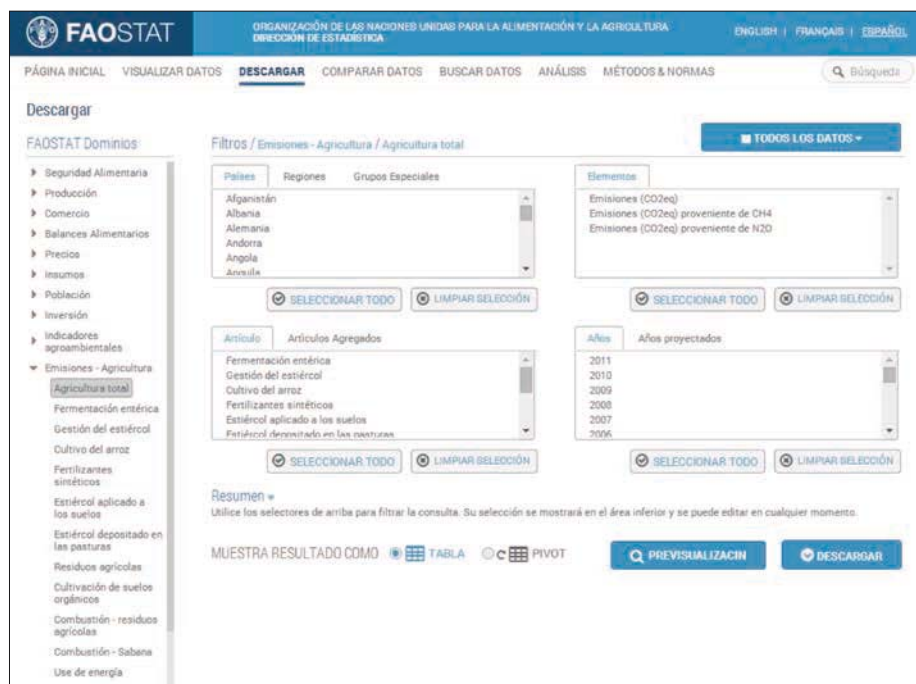 FAOSTAT
ORGANIZACIÓN DE LAS NACIONES UNIDAS PARA LA ALIMENTACIÓN Y LA AGRICULTURA
DIRECCIÓN DE ESTADÍSTICA
ENGLISH | FRANÇAIS | ESPAÑOL
PÁGINA INICIAL VISUALIZAR DATOS DESCARGAR COMPARAR DATOS BUSCAR DATOS ANÁLISIS MÉTODOS & NORMAS
Búsqueda
Descargar
FAOSTAT Dominios
Seguridad Alimentaria
Producción
Comercio
Balances Alimentarios
Precios
Insumos
Población
Inversión
Indicadores
agroambientales
Emisiones - Agricultura
Agricultura total
Fermentación entérica
Gestión del estiércol
Cultivo del arroz
Fertilizantes
sintéticos
Estiércol aplicado a
los suelos
Estiércol depositado en
las pasturas
Residuos agrícolas
Cultivación de suelos
orgánicos
Combustión - residuos
agrícolas
Combustión - Sabana
Use de energía
Filtros / Emisiones - Agricultura / Agricultura total
TODOS LOS DATOS
Países Regiones Grupos Especiales
Afganistán
Albania
Alemania
Andorra
Angola
Anguila
SELECCIONAR TODO LIMPIAR SELECCIÓN
Elementos
Emisiones (CO2eq)
Emisiones (CO2eq) proveniente de CH4
Emisiones (CO2eq) proveniente de N2O
SELECCIONAR TODO LIMPIAR SELECCIÓN
Artículo Artículos Agregados
Fermentación entérica
Gestión del estiércol
Cultivo del arroz
Fertilizantes sintéticos
Estiércol aplicado a los suelos
Estiércol depositado en las pasturas
SELECCIONAR TODO LIMPIAR SELECCIÓN
Años Años proyectados
2011
2010
2009
2008
2007
2006
SELECCIONAR TODO LIMPIAR SELECCIÓN
Resumen
Utilice los selectores de arriba para filtrar la consulta. Su selección se mostrará en el área inferior y se puede editar en cualquier momento.
MUESTRA RESULTADO COMO TABLA PIVOT
PREVISUALIZACIN DESCARGAR